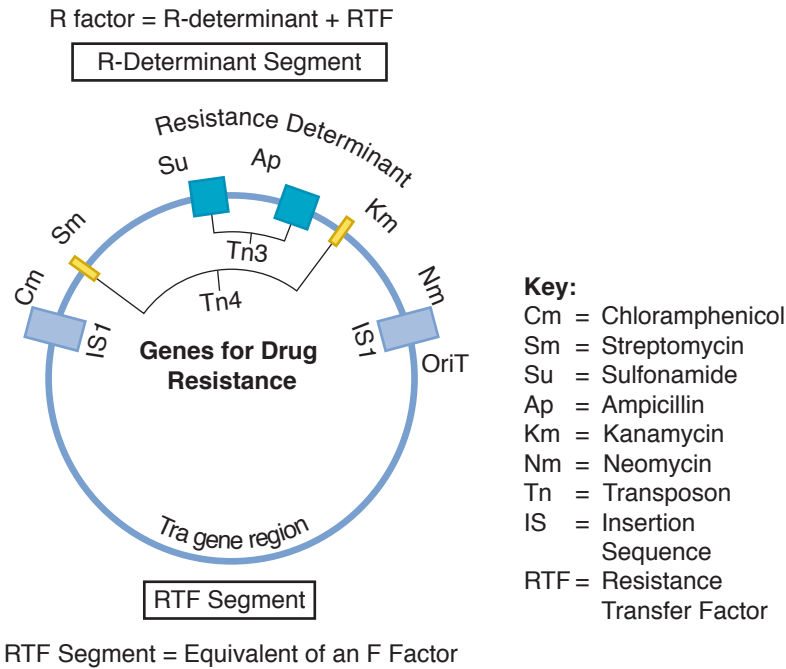 R factor = R-determinant + RTF
R-Determinant Segment
Resistance Determinant
Su
Ap
Sm
Km
Tn3
Cm
Nm
Tn4
IS1
IS1
Genes for Drug
Resistance
OriT
Tra gene region
RTF Segment
RTF Segment = Equivalent of an F Factor
Key:
Cm = Chloramphenicol
Sm = Streptomycin
Su = Sulfonamide
Ap = Ampicillin
Km = Kanamycin
Nm = Neomycin
Tn = Transposon
IS = Insertion
Sequence
RTF = Resistance
Transfer Factor